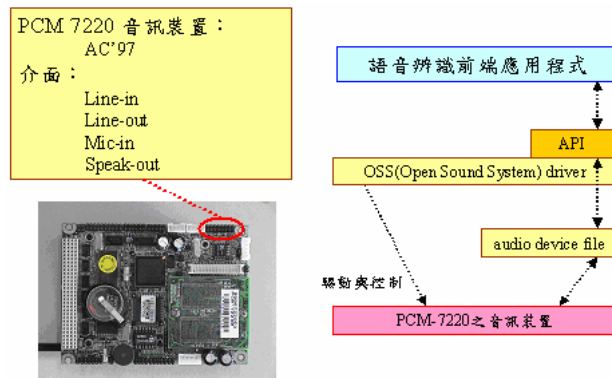 PCM 7220 音訊裝置：
AC'97
介面：
Line-in
Line-out
Mic-in
Speak-out
語音辨識前端應用程式
API
OSS(Open Sound System) driver
audio device file
驅動與控制
PCM-7220之音訊裝置